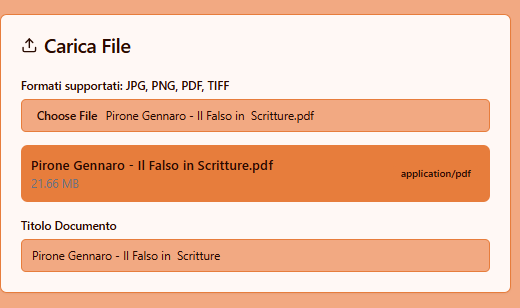 Carica File
Formati supportati: JPG, PNG, PDF, TIFF
Choose File Pirone Gennaro - Il Falso in  Scritture.pdf
Pirone Gennaro - Il Falso in Scritture.pdf
application/pdf
21.66 MB
Titolo Documento
Pirone Gennaro - Il Falso in  Scritture